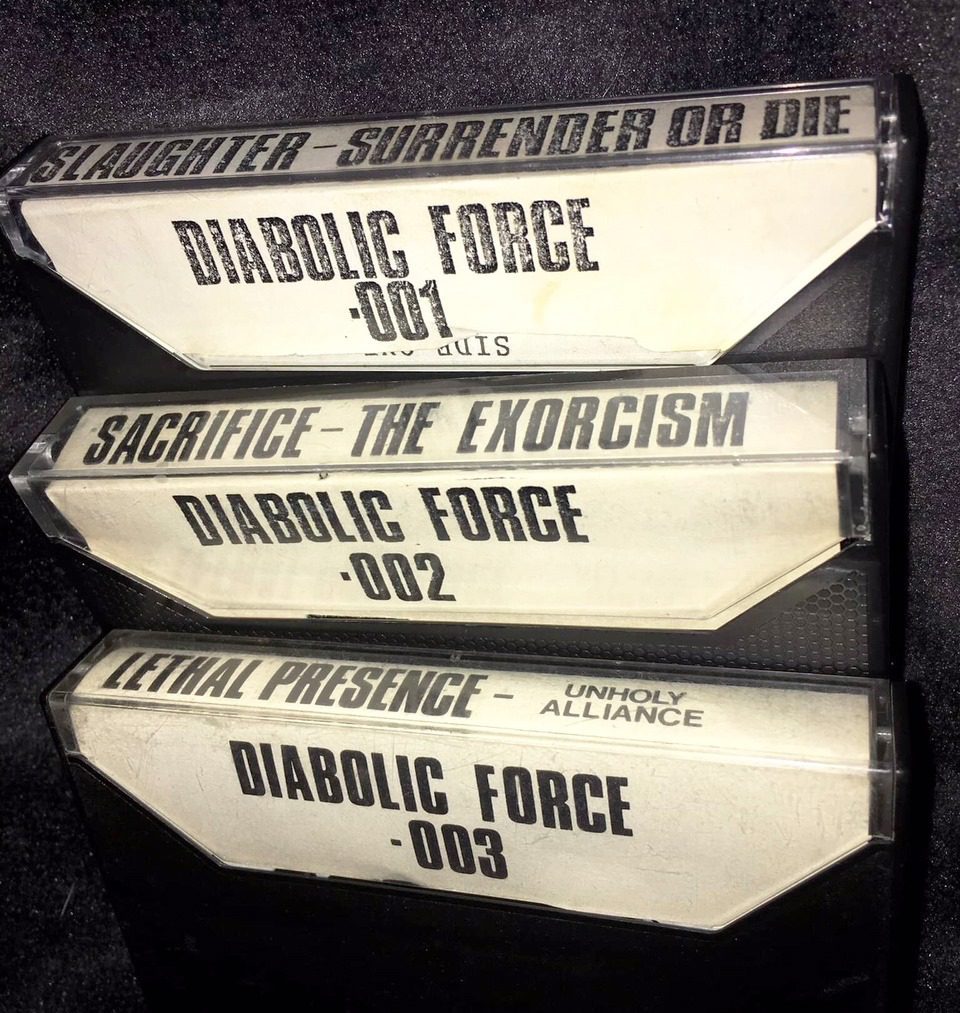 SLAUGHTER - SURRENDER OR DIE
DIABOLIC FORCE
-001
SIDE
SACRIFICE - THE EXORCISM
DIABOLIC FORCE
-002
LETHAL PRESENCE - UNHOLY ALLIANCE
DIABOLIC FORCE
-003